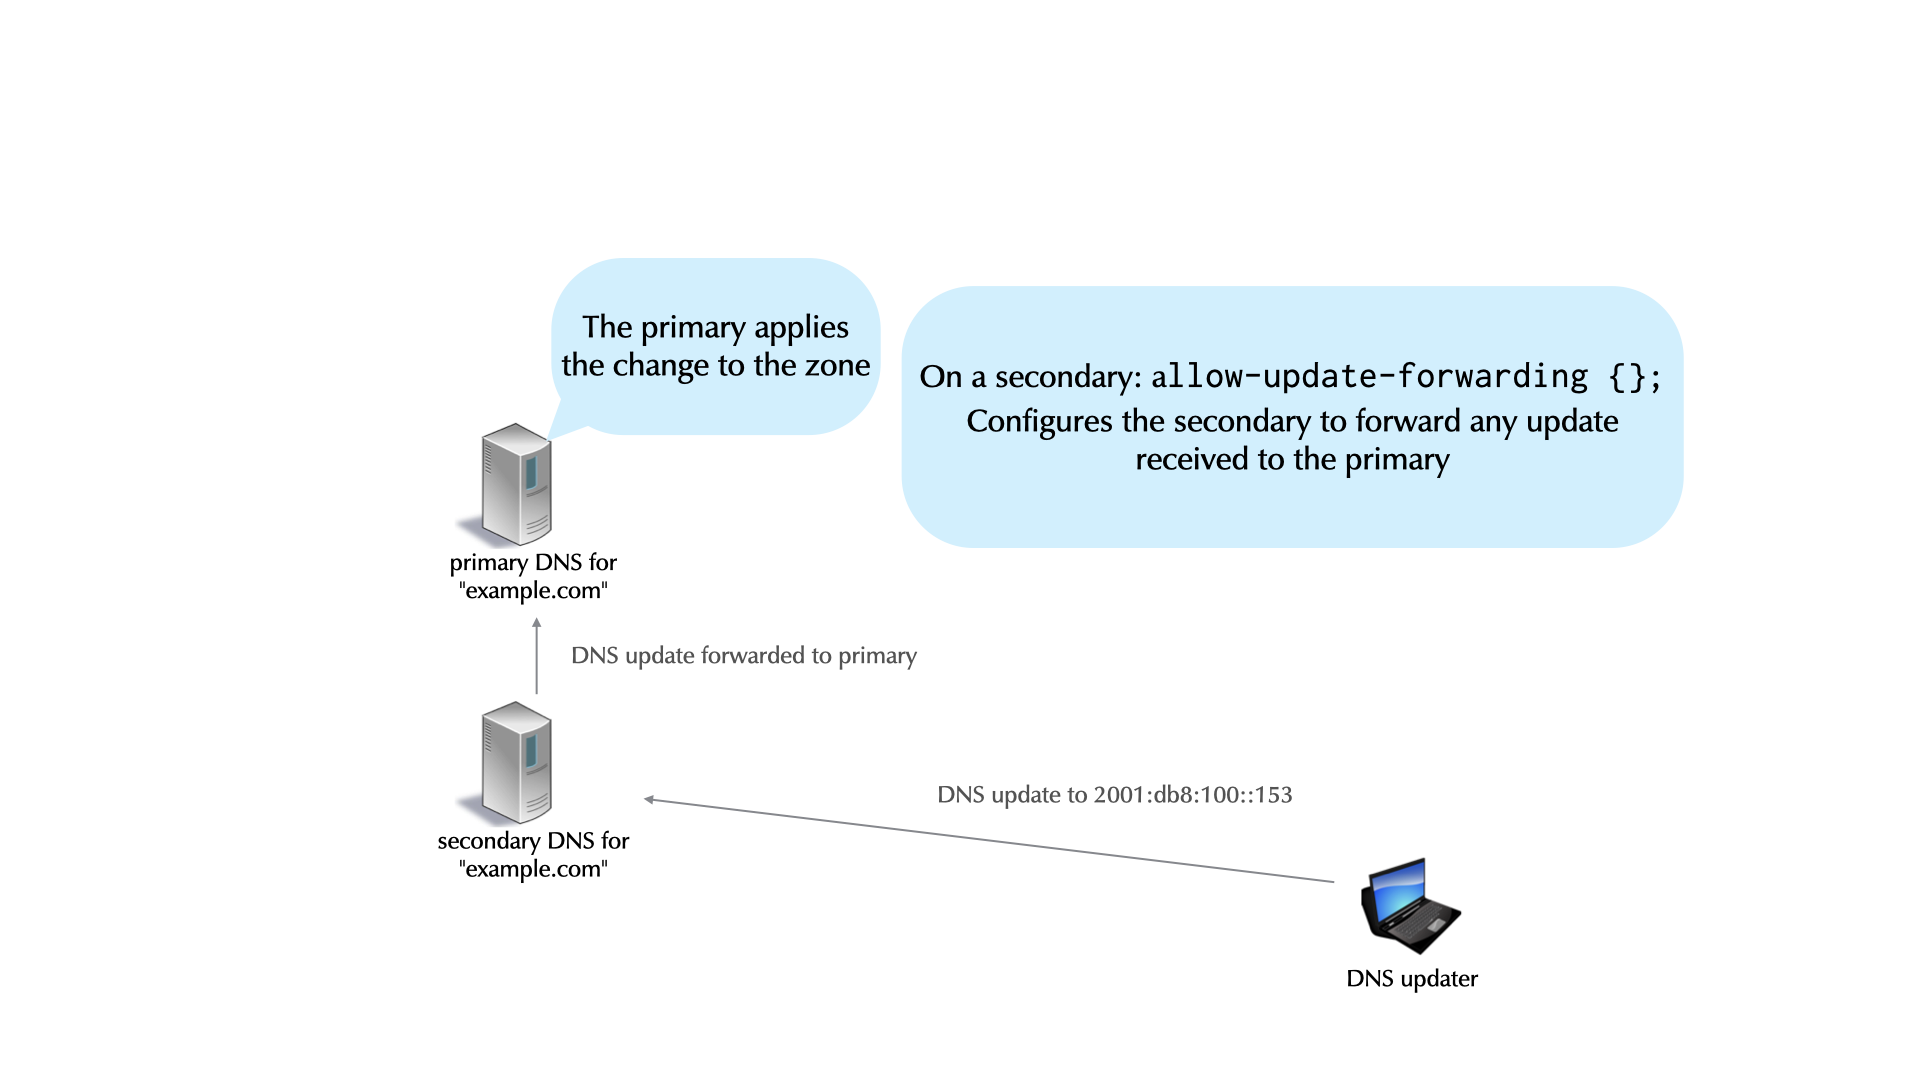 The primary applies
the change to the zone
On a secondary: allow-update-forwarding {};
Configures the secondary to forward any update
received to the primary
primary DNS for
"example.com"
DNS update forwarded to primary
secondary DNS for
"example.com"
DNS update to 2001:db8:100::153
DNS updater